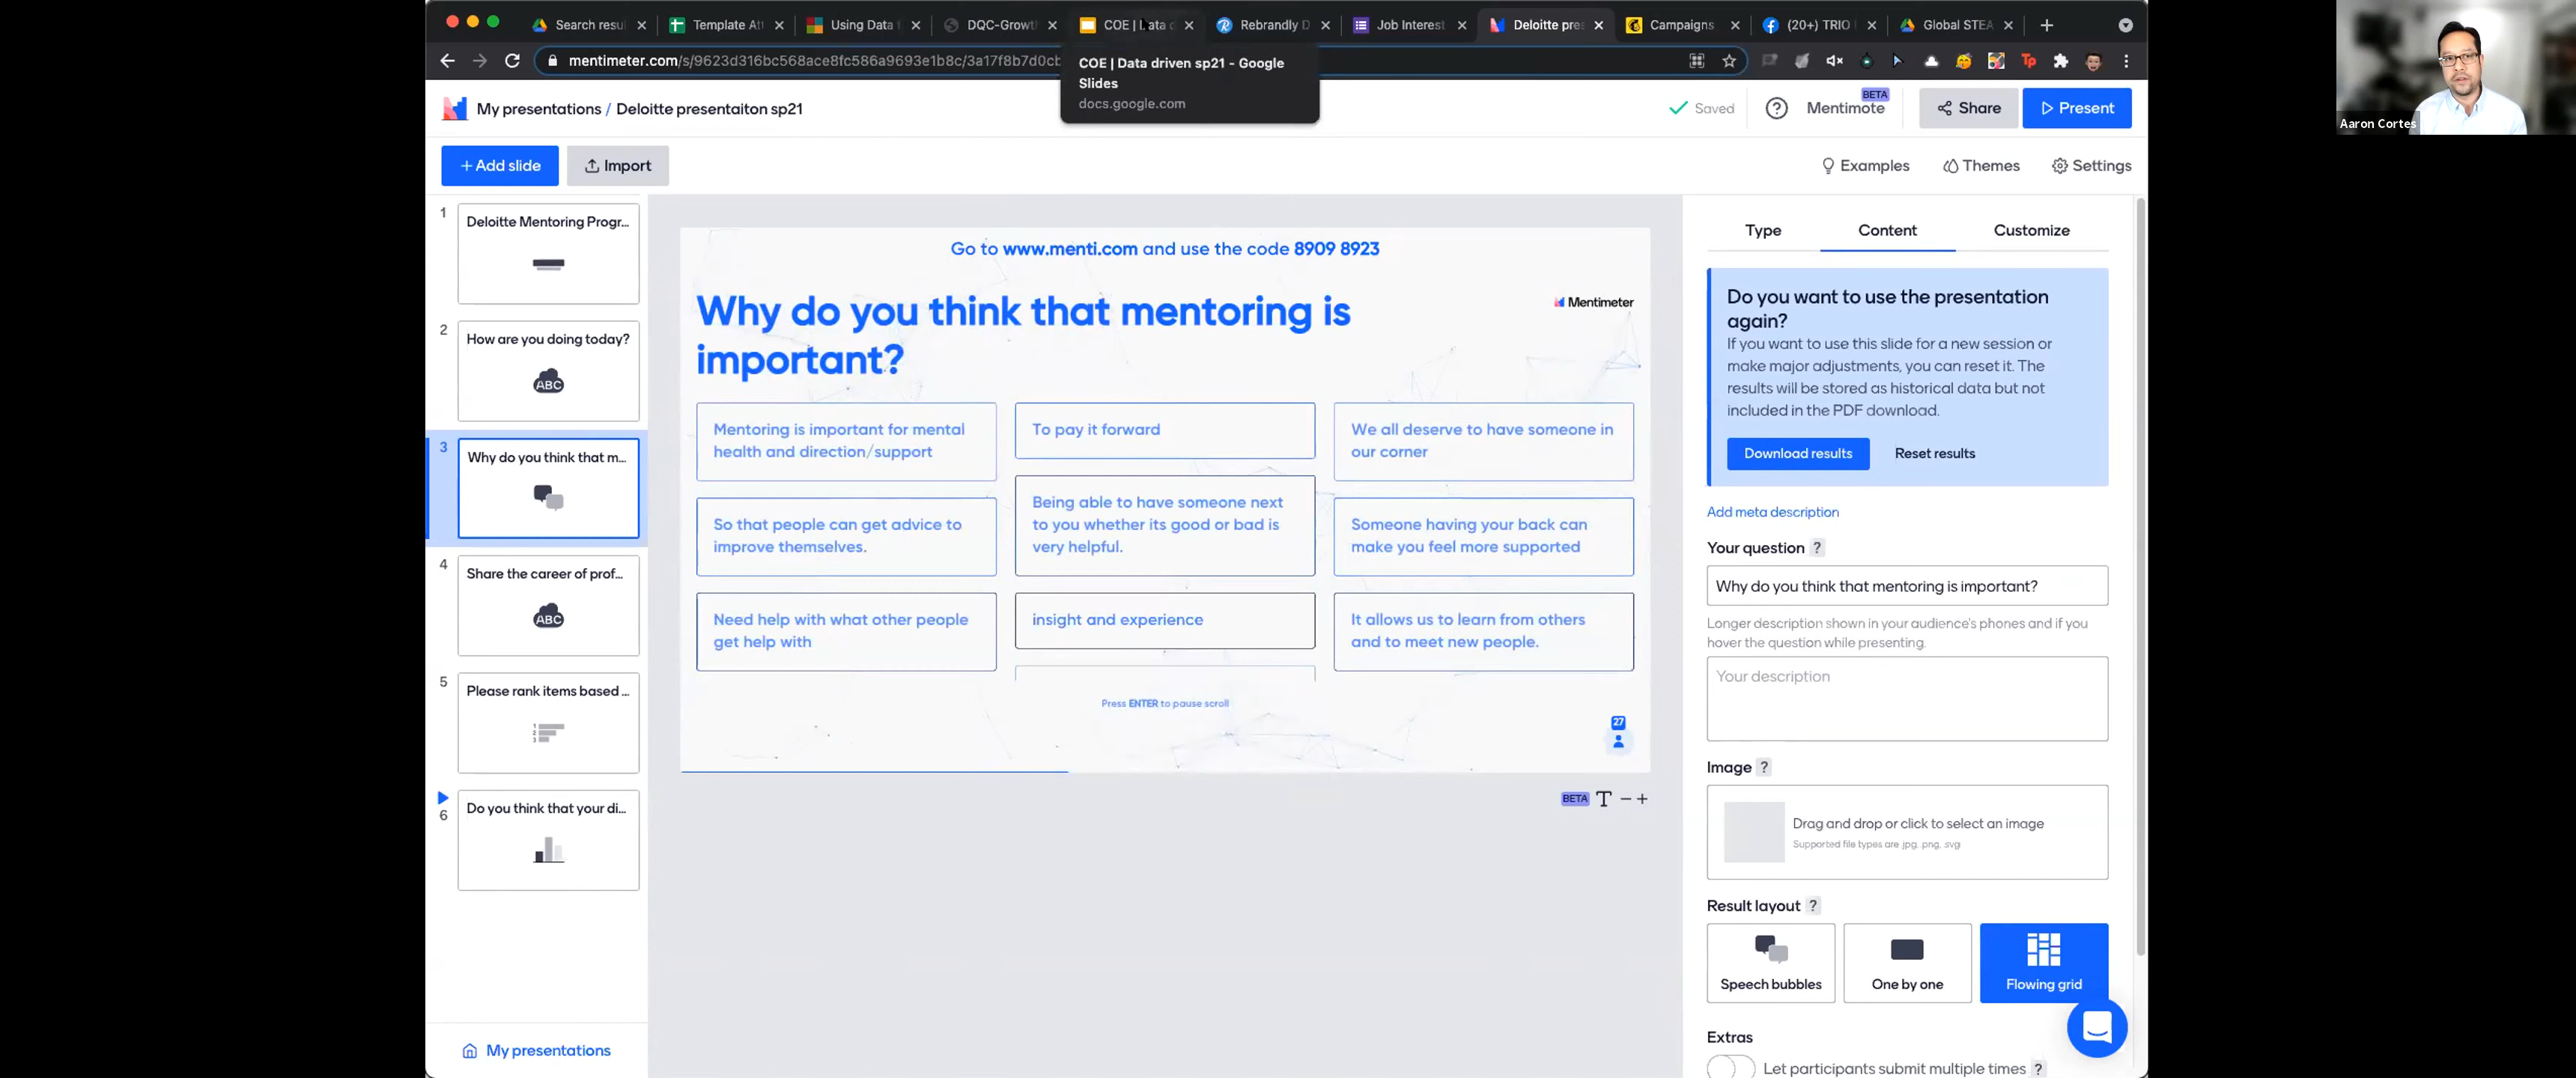 Search resu
Template At
Using Data
DQC-Growt
COE | Data d
Rebrandly D
Job Interest
Deloitte pre
Campaigns
(20+) TRIO
Global STEA
mentimeter.com/s/9623d316bc568ace8fc586a9693e1b8c/3a17f8b7d0cb
COE | Data driven sp21 - Google
Slides
docs.google.com
Aaron Cortes
My presentations / Deloitte presentaiton sp21
Saved
Mentimote
BETA
Share
Present
+ Add slide
Import
Examples
Themes
Settings
1
Deloitte Mentoring Progr...
2
How are you doing today?
ABC
3
Why do you think that m...
4
Share the career of prof...
ABC
5
Please rank items based ...
6
Do you think that your di...
My presentations
Go to www.menti.com and use the code 8909 8923
Why do you think that mentoring is
important?
Mentimeter
Mentoring is important for mental
health and direction/support
To pay it forward
We all deserve to have someone in
our corner
So that people can get advice to
improve themselves.
Being able to have someone next
to you whether its good or bad is
very helpful.
Someone having your back can
make you feel more supported
Need help with what other people
get help with
insight and experience
It allows us to learn from others
and to meet new people.
Press ENTER to pause scroll
27
BETA T − +
Type
Content
Customize
Do you want to use the presentation
again?
If you want to use this slide for a new session or
make major adjustments, you can reset it. The
results will be stored as historical data but not
included in the PDF download.
Download results
Reset results
Add meta description
Your question ?
Why do you think that mentoring is important?
Longer description shown in your audience's phones and if you
hover the question while presenting.
Your description
Image ?
Drag and drop or click to select an image
Supported file types are .jpg, .png, .svg
Result layout ?
Speech bubbles
One by one
Flowing grid
Extras
Let participants submit multiple times ?